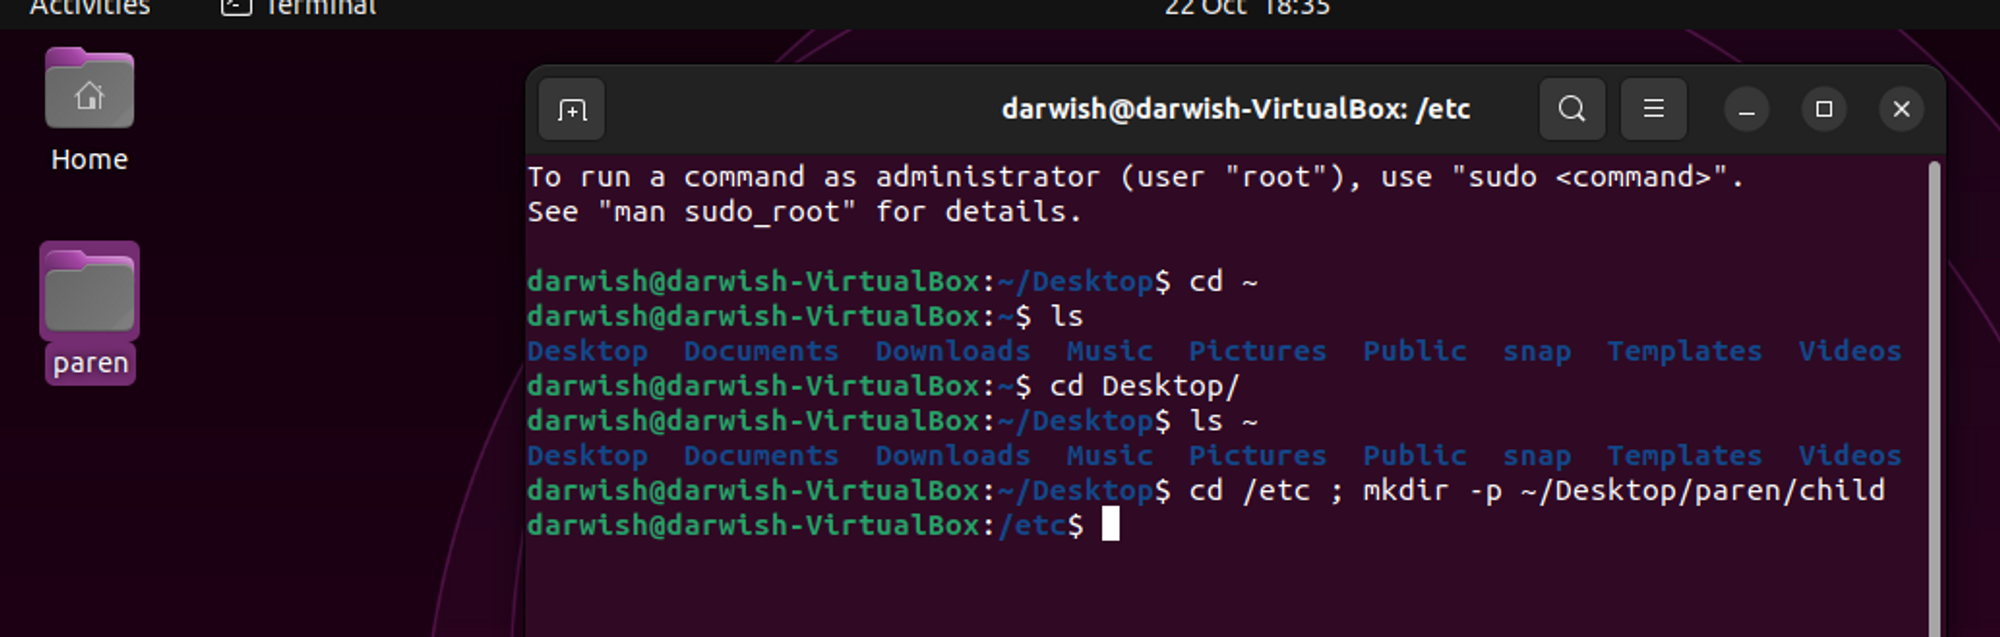 Activities Terminal 22 Oct 18:35
Home
paren
darwish@darwish-VirtualBox: /etc
To run a command as administrator (user "root"), use "sudo <command>".
See "man sudo_root" for details.
darwish@darwish-VirtualBox:~/Desktop$ cd ~
darwish@darwish-VirtualBox:~$ ls
Desktop Documents Downloads Music Pictures Public snap Templates Videos
darwish@darwish-VirtualBox:~$ cd Desktop/
darwish@darwish-VirtualBox:~/Desktop$ ls ~
Desktop Documents Downloads Music Pictures Public snap Templates Videos
darwish@darwish-VirtualBox:~/Desktop$ cd /etc ; mkdir -p ~/Desktop/paren/child
darwish@darwish-VirtualBox:/etc$